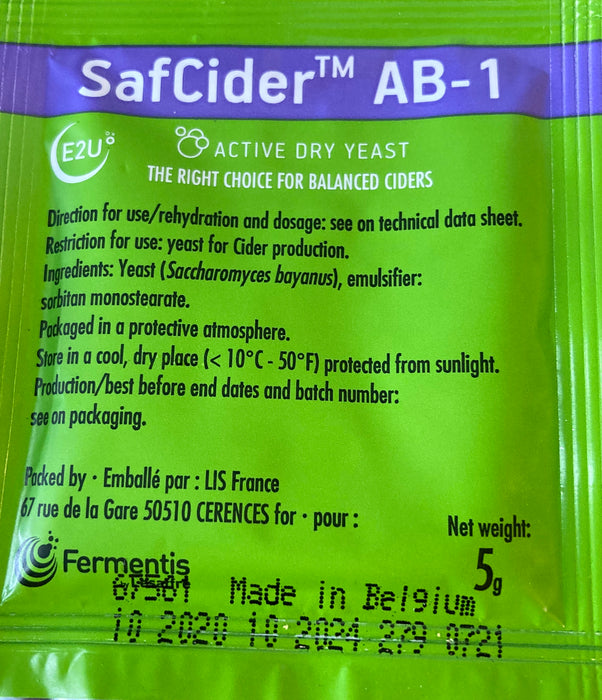 SafCider™ AB-1
E2U
ACTIVE DRY YEAST
THE RIGHT CHOICE FOR BALANCED CIDERS
Direction for use/rehydration and dosage: see on technical data sheet.
Restriction for use: yeast for Cider production.
Ingredients: Yeast (Saccharomyces bayanus), emulsifier:
sorbitan monostearate.
Packaged in a protective atmosphere.
Store in a cool, dry place (< 10°C - 50°F) protected from sunlight.
Production/best before end dates and batch number:
see on packaging.
Packed by • Emballé par : LIS France
67 rue de la Gare 50510 CERENCES for • pour :
Net weight:
5g
Fermentis
by Lesaffre
67561 Made in Belgium
10 2020 10 2024 279 0721